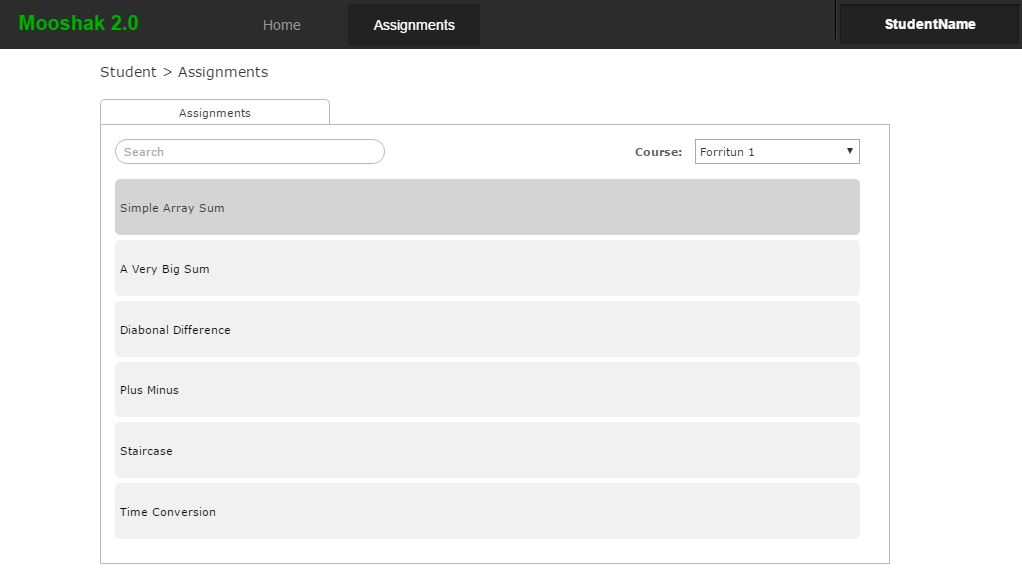 Mooshak 2.0 Home Assignments StudentName
Student > Assignments
Assignments
Search Course: Forritun 1
Simple Array Sum
A Very Big Sum
Diabonal Difference
Plus Minus
Staircase
Time Conversion